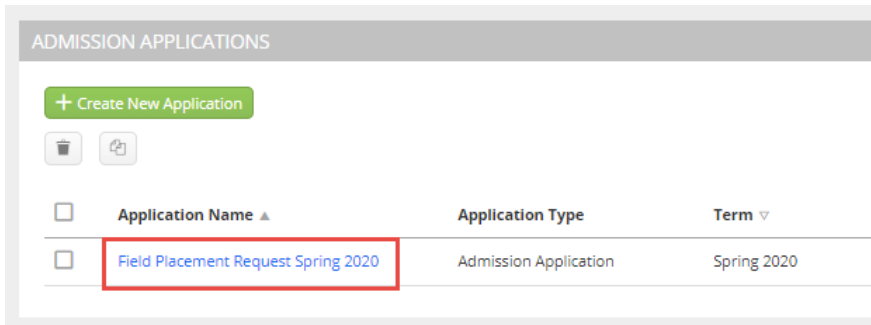 ADMISSION APPLICATIONS
+ Create New Application
Application Name ▲ Application Type Term ▽
Field Placement Request Spring 2020 Admission Application Spring 2020